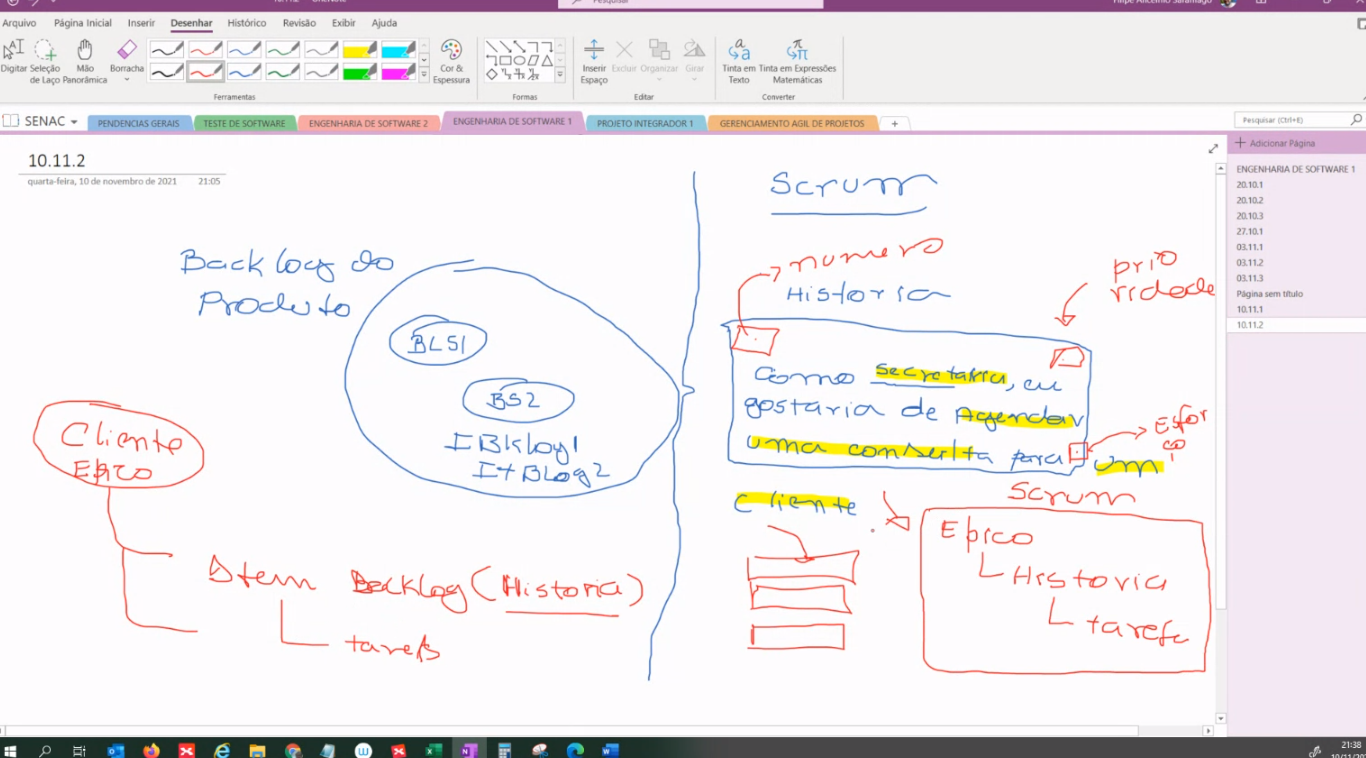 Pesquisar
Arquivo Página Inicial Inserir Desenhar Histórico Revisão Exibir Ajuda
Digitar Seleção de Laço Mão Panorâmica Borracha
Cor & Espessura
Inserir Espaço Excluir Organizar Girar
Tinta em Texto Tinta em Expressões Matemáticas
Ferramentas Formas Editar Converter
SENAC PENDENCIAS GERAIS TESTE DE SOFTWARE ENGENHARIA DE SOFTWARE 2 ENGENHARIA DE SOFTWARE 1 PROJETO INTEGRADOR 1 GERENCIAMENTO AGIL DE PROJETOS +
Pesquisar (Ctrl+E)
Adicionar Página
ENGENHARIA DE SOFTWARE 1
20.10.1
20.10.2
20.10.3
27.10.1
03.11.1
03.11.2
03.11.3
Página sem título
10.11.1
10.11.2
10.11.2
quarta-feira, 10 de novembro de 2021 21:05
Backlog do
Produto
BLS1
BS2
IBKlog1
It Blog2
Cliente
Epico
Item Backlog (Historia)
tarefas
Scrum
numero
Historia
prio
ridade
Como secretaria, eu
gostaria de Agendar
uma consulta para um
cliente
Esfor
ço
Scrum
Epico
Historia
tarefa
21:38